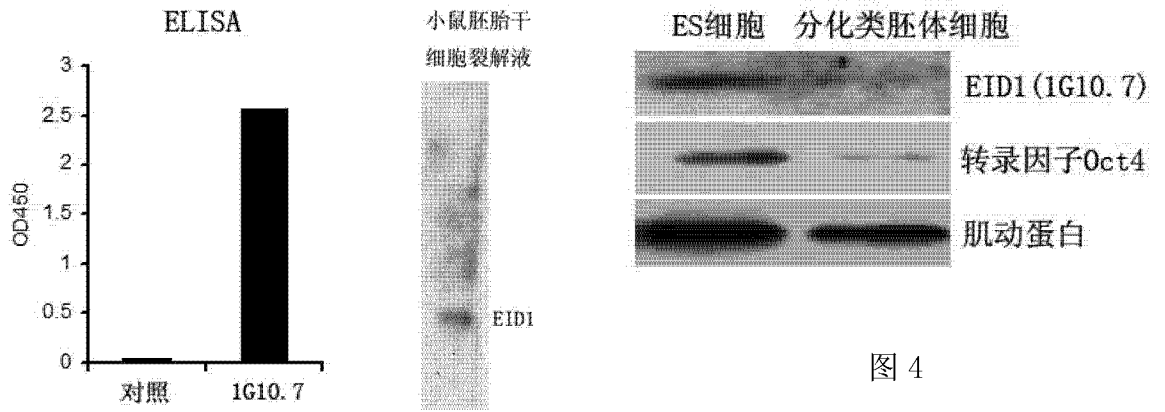 ELISA
OD450
3
2.5
2
1.5
1
0.5
0
对照
1G10.7
小鼠胚胎干
细胞裂解液
EID1
ES细胞
分化类胚体细胞
EID1(1G10.7)
转录因子Oct4
肌动蛋白
图 4